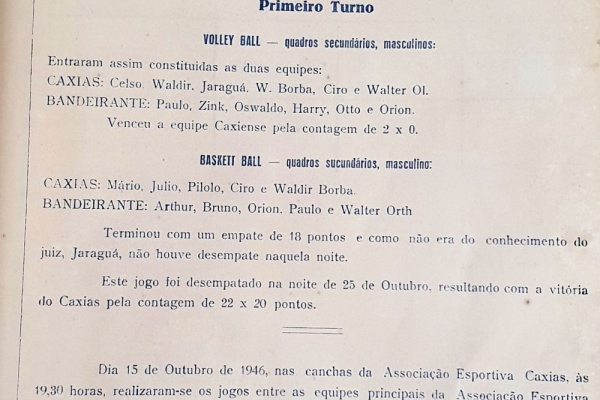 Primeiro Turno
VOLLEY BALL — quadros secundários, masculinos:
Entraram assim constituidas as duas equipes:
CAXIAS: Celso, Waldir, Jaraguá, W. Borba, Ciro e Walter Ol.
BANDEIRANTE: Paulo, Zink, Oswaldo, Harry, Otto e Orion.
Venceu a equipe Caxiense pela contagem de 2 x 0.
BASKETT BALL — quadros sucundários, masculino:
CAXIAS: Mário, Julio, Pilolo, Ciro e Waldir Borba.
BANDEIRANTE: Arthur, Bruno, Orion, Paulo e Walter Orth
Terminou com um empate de 18 pontos e como não era do conhecimento do
juiz, Jaraguá, não houve desempate naquela noite.
Este jogo foi desempatado na noite de 25 de Outubro, resultando com a vitória
do Caxias pela contagem de 22 x 20 pontos.
Dia 15 de Outubro de 1946, nas canchas da Associação Esportiva Caxias, às
19,30 horas, realizaram-se os jogos entre as equipes principais da Associação Esportiva